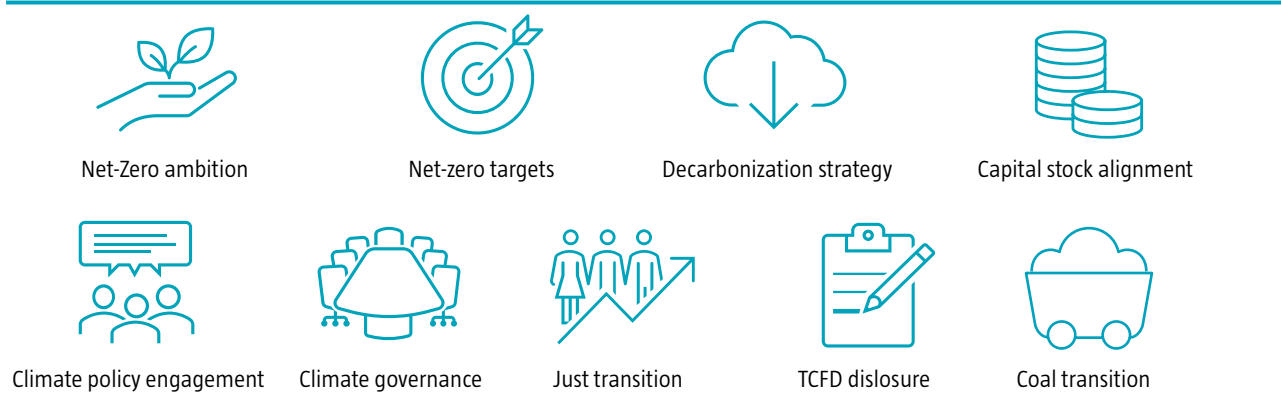 Net-Zero ambition
Net-zero targets
Decarbonization strategy
Capital stock alignment
Climate policy engagement
Climate governance
Just transition
TCFD dislosure
Coal transition